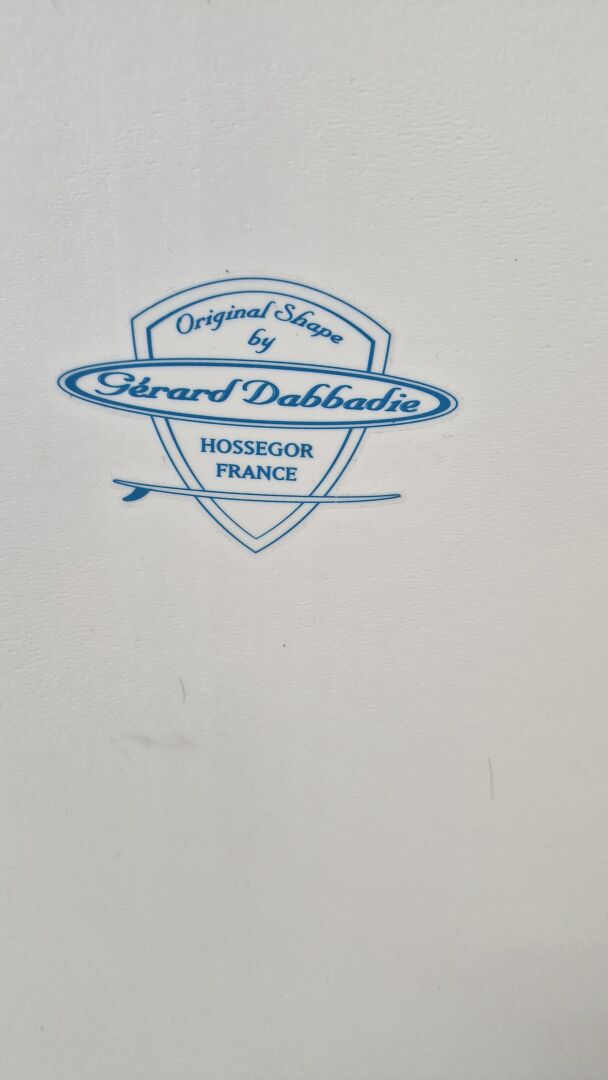 Original Shape
by
Gérard Dabbadie
HOSSEGOR
FRANCE